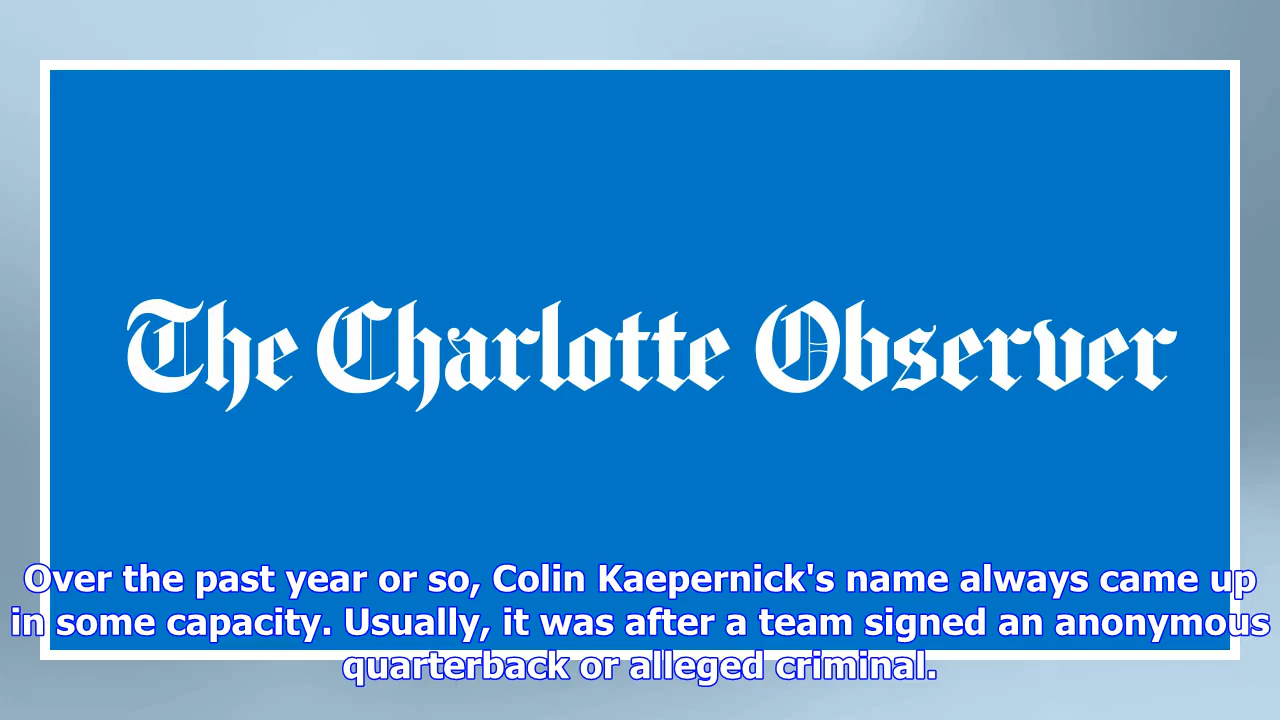 The Charlotte Observer
Over the past year or so, Colin Kaepernick's name always came up
in some capacity. Usually, it was after a team signed an anonymous
quarterback or alleged criminal.